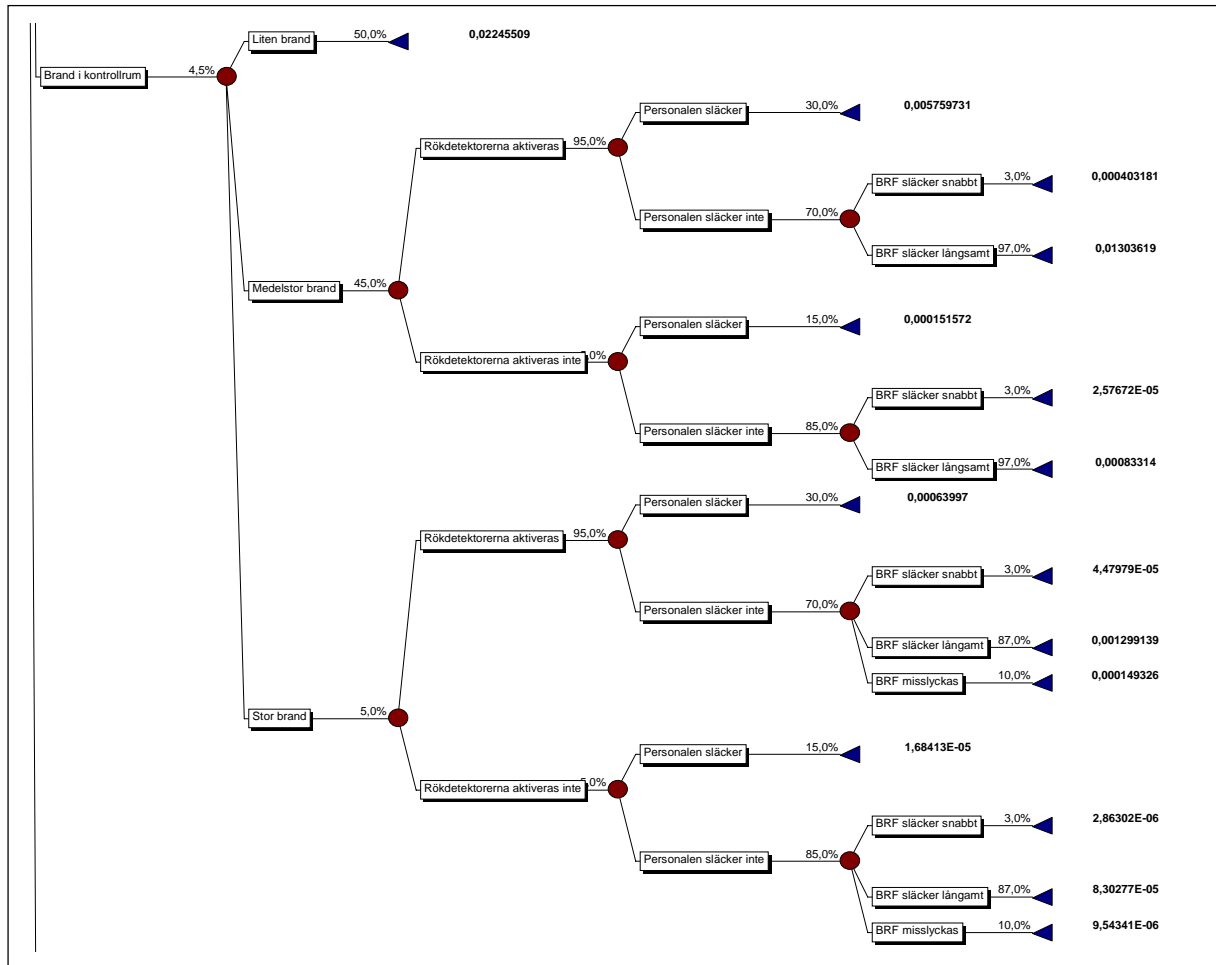 Liten brand 50,0% 0,02245509
Brand i kontrollrum 4,5%
Personalen släcker 30,0% 0,005759731
Rökdetektorerna aktiveras 95,0%
BRF släcker snabbt 3,0% 0,000403181
Personalen släcker inte 70,0%
BRF släcker långsamt 97,0% 0,01303619
Medelstor brand 45,0%
Personalen släcker 15,0% 0,000151572
Rökdetektorerna aktiveras inte ,0%
BRF släcker snabbt 3,0% 2,57672E-05
Personalen släcker inte 85,0%
BRF släcker långsamt 97,0% 0,00083314
Personalen släcker 30,0% 0,00063997
Rökdetektorerna aktiveras 95,0%
BRF släcker snabbt 3,0% 4,47979E-05
Personalen släcker inte 70,0%
BRF släcker långamt 87,0% 0,001299139
BRF misslyckas 10,0% 0,000149326
Stor brand 5,0%
Personalen släcker 15,0% 1,68413E-05
Rökdetektorerna aktiveras inte 5,0%
BRF släcker snabbt 3,0% 2,86302E-06
Personalen släcker inte 85,0%
BRF släcker långamt 87,0% 8,30277E-05
BRF misslyckas 10,0% 9,54341E-06